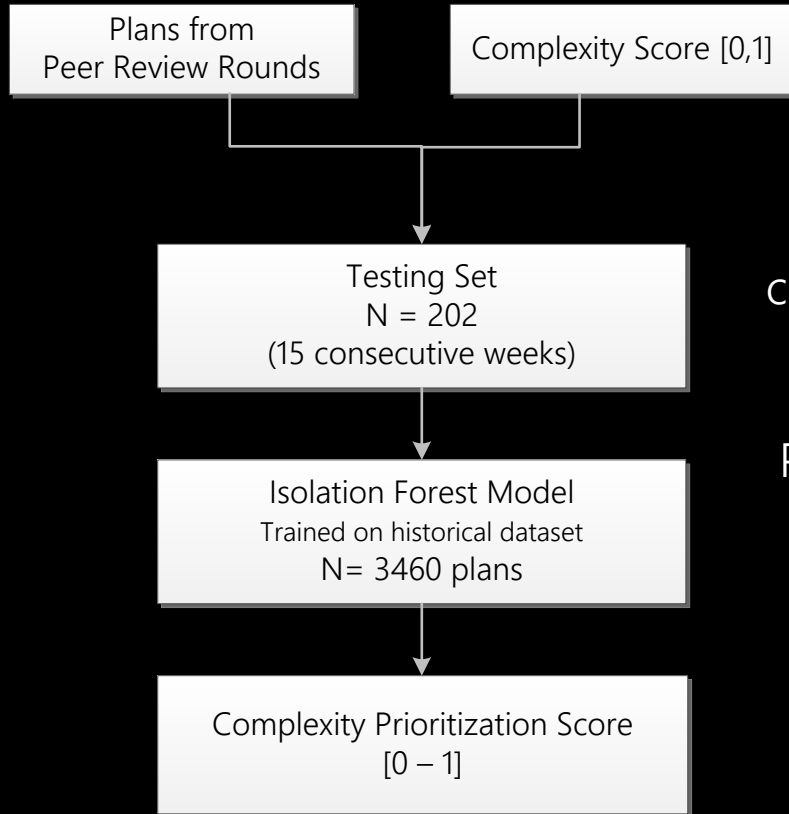 Plans from
Peer Review Rounds
Complexity Score [0,1]
Testing Set
N = 202
(15 consecutive weeks)
Isolation Forest Model
Trained on historical dataset
N= 3460 plans
Complexity Prioritization Score
[0 – 1]